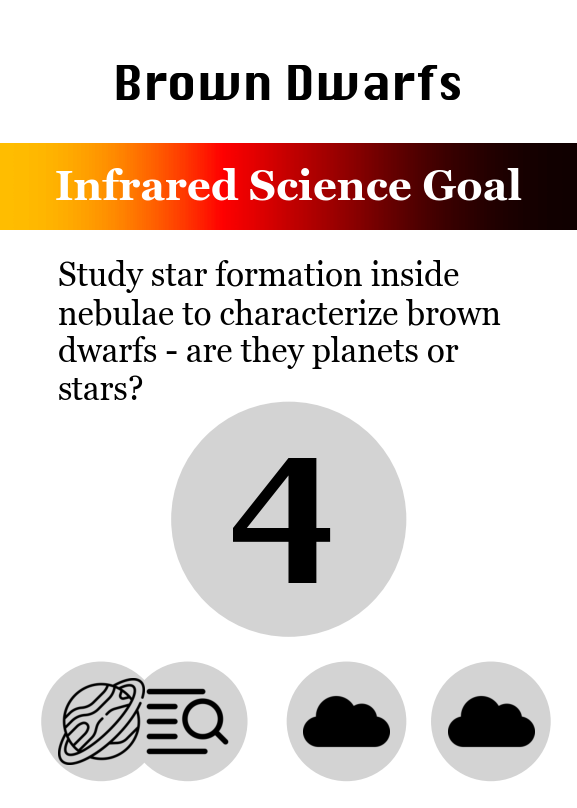 Brown Dwarfs
Infrared Science Goal
Study star formation inside
nebulae to characterize brown
dwarfs - are they planets or
stars?
4